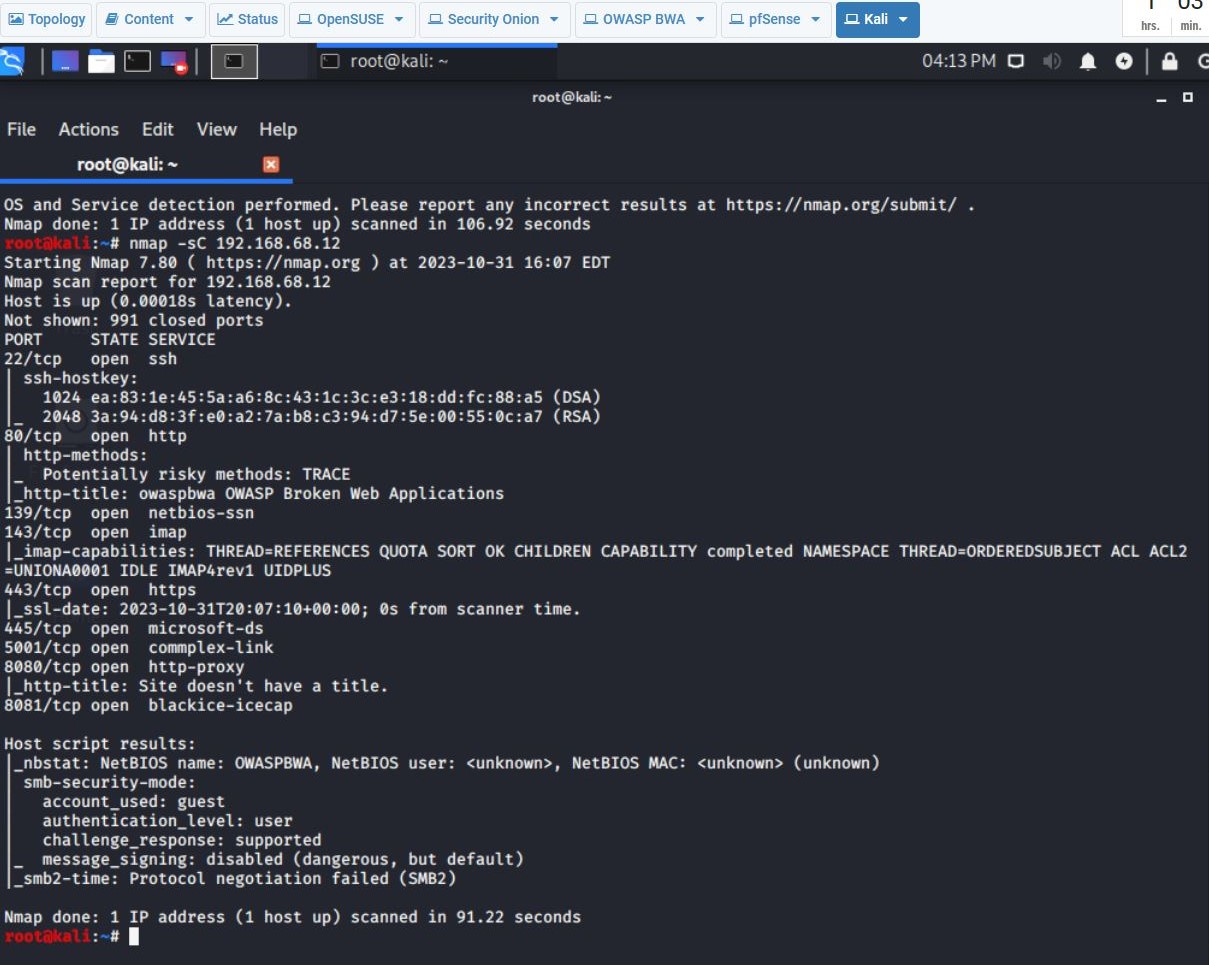 Topology Content Status OpenSUSE Security Onion OWASP BWA pfSense Kali
hrs. min.
root@kali: ~ 04:13 PM
root@kali: ~
File Actions Edit View Help
root@kali: ~
OS and Service detection performed. Please report any incorrect results at https://nmap.org/submit/ .
Nmap done: 1 IP address (1 host up) scanned in 106.92 seconds
root@kali:~# nmap -sC 192.168.68.12
Starting Nmap 7.80 ( https://nmap.org ) at 2023-10-31 16:07 EDT
Nmap scan report for 192.168.68.12
Host is up (0.00018s latency).
Not shown: 991 closed ports
PORT     STATE SERVICE
22/tcp   open  ssh
| ssh-hostkey:
|   1024 ea:83:1e:45:5a:a6:8c:43:1c:3c:e3:18:dd:fc:88:a5 (DSA)
|_  2048 3a:94:d8:3f:e0:a2:7a:b8:c3:94:d7:5e:00:55:0c:a7 (RSA)
80/tcp   open  http
| http-methods:
|_  Potentially risky methods: TRACE
|_http-title: owaspbwa OWASP Broken Web Applications
139/tcp  open  netbios-ssn
143/tcp  open  imap
|_imap-capabilities: THREAD=REFERENCES QUOTA SORT OK CHILDREN CAPABILITY completed NAMESPACE THREAD=ORDEREDSUBJECT ACL ACL2
=UNIONA0001 IDLE IMAP4rev1 UIDPLUS
443/tcp  open  https
|_ssl-date: 2023-10-31T20:07:10+00:00; 0s from scanner time.
445/tcp  open  microsoft-ds
5001/tcp open  commplex-link
8080/tcp open  http-proxy
|_http-title: Site doesn't have a title.
8081/tcp open  blackice-icecap
Host script results:
|_nbstat: NetBIOS name: OWASPBWA, NetBIOS user: <unknown>, NetBIOS MAC: <unknown> (unknown)
| smb-security-mode:
|   account_used: guest
|   authentication_level: user
|   challenge_response: supported
|_  message_signing: disabled (dangerous, but default)
|_smb2-time: Protocol negotiation failed (SMB2)
Nmap done: 1 IP address (1 host up) scanned in 91.22 seconds
root@kali:~#